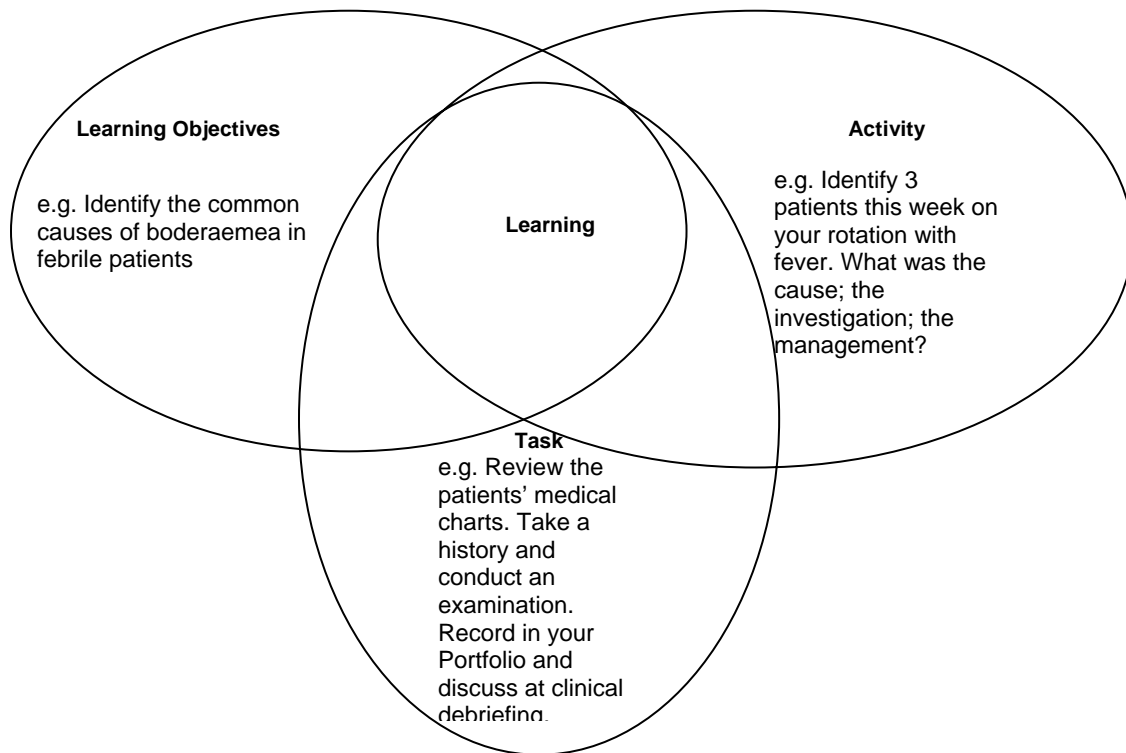 Learning Objectives
e.g. Identify the common
causes of boderaemea in
febrile patients
Learning
Activity
e.g. Identify 3
patients this week on
your rotation with
fever. What was the
cause; the
investigation; the
management?
Task
e.g. Review the
patients’ medical
charts. Take a
history and
conduct an
examination.
Record in your
Portfolio and
discuss at clinical
debriefing.